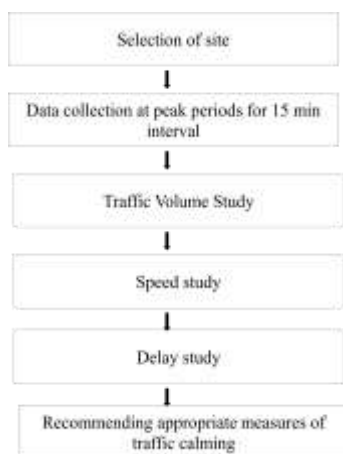 Selection of site
Data collection at peak periods for 15 min
interval
Traffic Volume Study
Speed study
Delay study
Recommending appropriate measures of
traffic calming